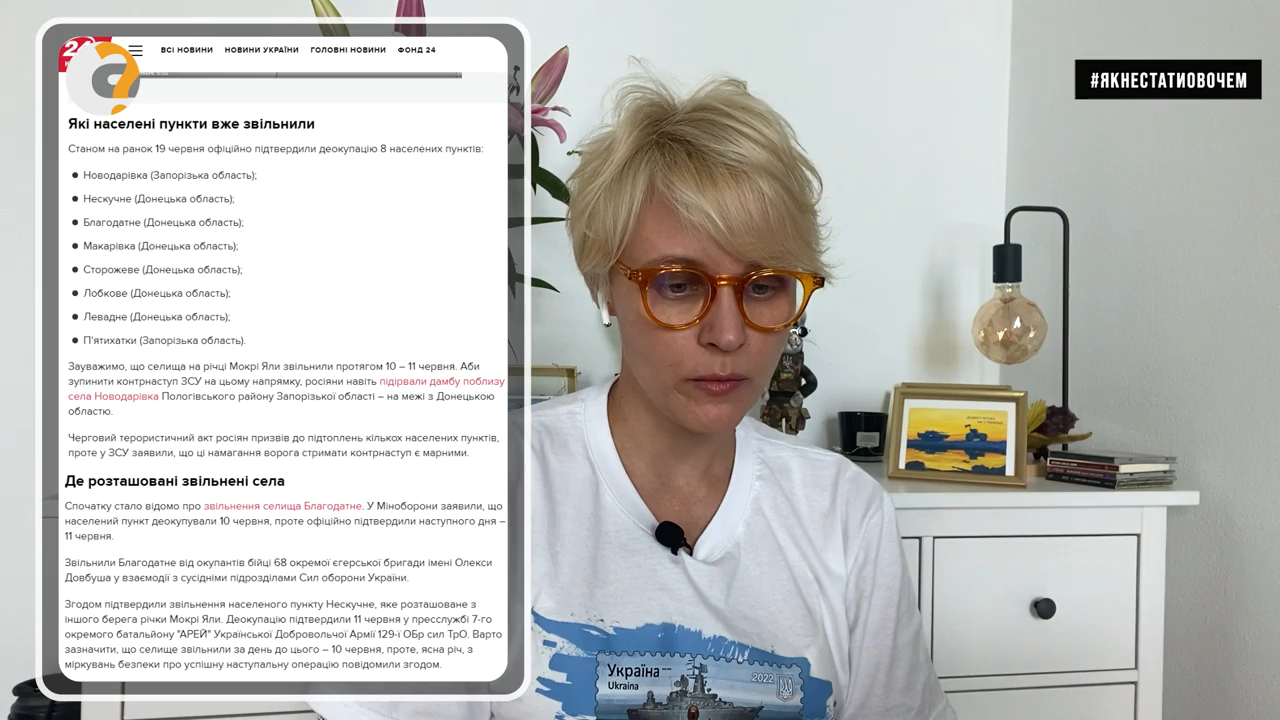 24
ВСІ НОВИНИ НОВИНИ УКРАЇНИ ГОЛОВНІ НОВИНИ ФОНД 24
#ЯКНЕСТАТИОВОЧЕМ
Які населені пункти вже звільнили
Станом на ранок 19 червня офіційно підтвердили деокупацію 8 населених пунктів:
Новодарівка (Запорізька область);
Нескучне (Донецька область);
Благодатне (Донецька область);
Макарівка (Донецька область);
Сторожеве (Донецька область);
Лобкове (Донецька область);
Левадне (Донецька область);
П'ятихатки (Запорізька область).
Зауважимо, що селища на річці Мокрі Яли звільнили протягом 10 – 11 червня. Аби
зупинити контрнаступ ЗСУ на цьому напрямку, росіяни навіть підірвали дамбу поблизу
села Новодарівка Пологівського району Запорізької області – на межі з Донецькою
областю.
Черговий терористичний акт росіян призвів до підтоплень кількох населених пунктів,
проте у ЗСУ заявили, що ці намагання ворога стримати контрнаступ є марними.
Де розташовані звільнені села
Спочатку стало відомо про звільнення селища Благодатне. У Міноборони заявили, що
населений пункт деокупували 10 червня, проте офіційно підтвердили наступного дня –
11 червня.
Звільнили Благодатне від окупантів бійці 68 окремої єгерської бригади імені Олекси
Довбуша у взаємодії з сусідніми підрозділами Сил оборони України.
Згодом підтвердили звільнення населеного пункту Нескучне, яке розташоване з
іншого берега річки Мокрі Яли. Деокупацію підтвердили 11 червня у пресслужбі 7-го
окремого батальйону "АРЕЙ" Української Добровольчої Армії 129-ї ОБр сил ТрО. Варто
зазначити, що селище звільнили за день до цього – 10 червня, проте, ясна річ, з
міркувань безпеки про успішну наступальну операцію повідомили згодом.
Україна
Ukraina
2022